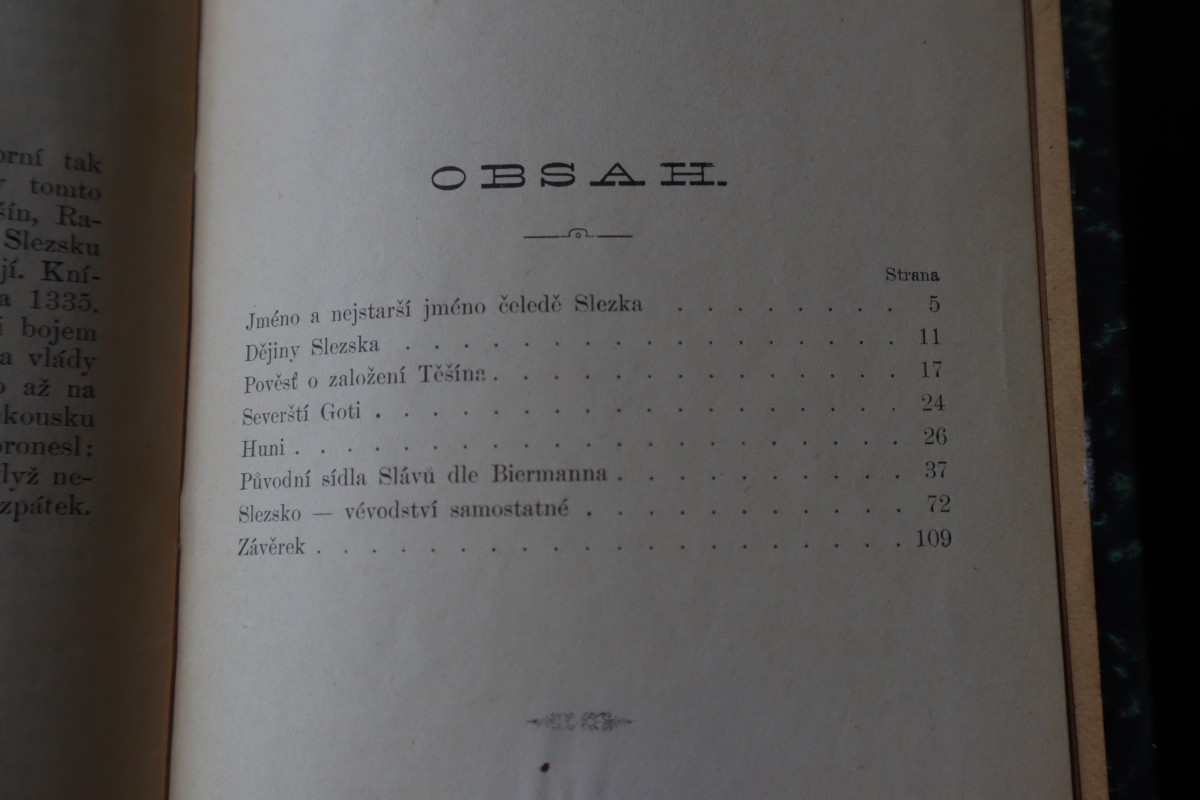 orní tak
tomto
šín, Ra-
Slezsku
jí. Kní-
a 1335.
í bojem
a vlády
o až na
kousku
pronesl:
dyž ne-
zpátek.
OBSAH.
Strana
Jméno a nejstarší jméno čeledě Slezka . . . . . . . . 5
Dějiny Slezska . . . . . . . . . . . . . . . . . . 11
Pověsť o založení Těšína . . . . . . . . . . . . . . . 17
Severští Goti . . . . . . . . . . . . . . . . . . . 24
Huni . . . . . . . . . . . . . . . . . . . . . . 26
Původní sídla Slávů dle Biermanna . . . . . . . . . . . 37
Slezsko — vévodství samostatné . . . . . . . . . . . . 72
Závěrek . . . . . . . . . . . . . . . . . . . . . 109